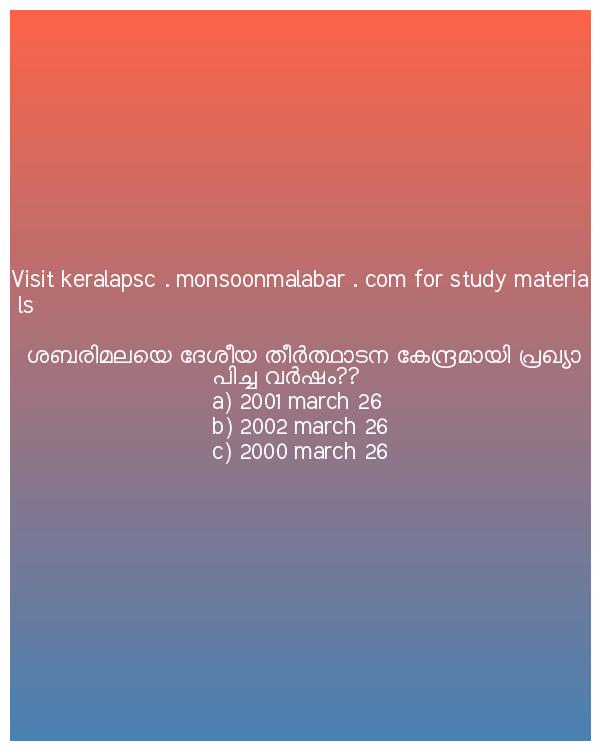 Visit keralapsc . monsoonmalabar . com for study materia
ls
ശബരിമലയെ ദേശീയ തീർത്ഥാടന കേന്ദ്രമായി പ്രഖ്യാ
പിച്ച വർഷം??
a) 2001 march 26
b) 2002 march 26
c) 2000 march 26